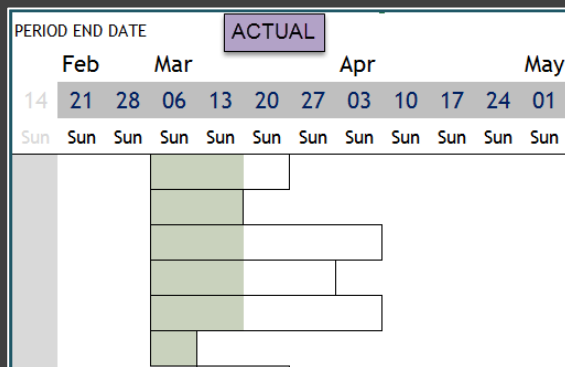 PERIOD END DATE ACTUAL
Feb Mar Apr May
14 21 28 06 13 20 27 03 10 17 24 01
Sun Sun Sun Sun Sun Sun Sun Sun Sun Sun Sun Sun